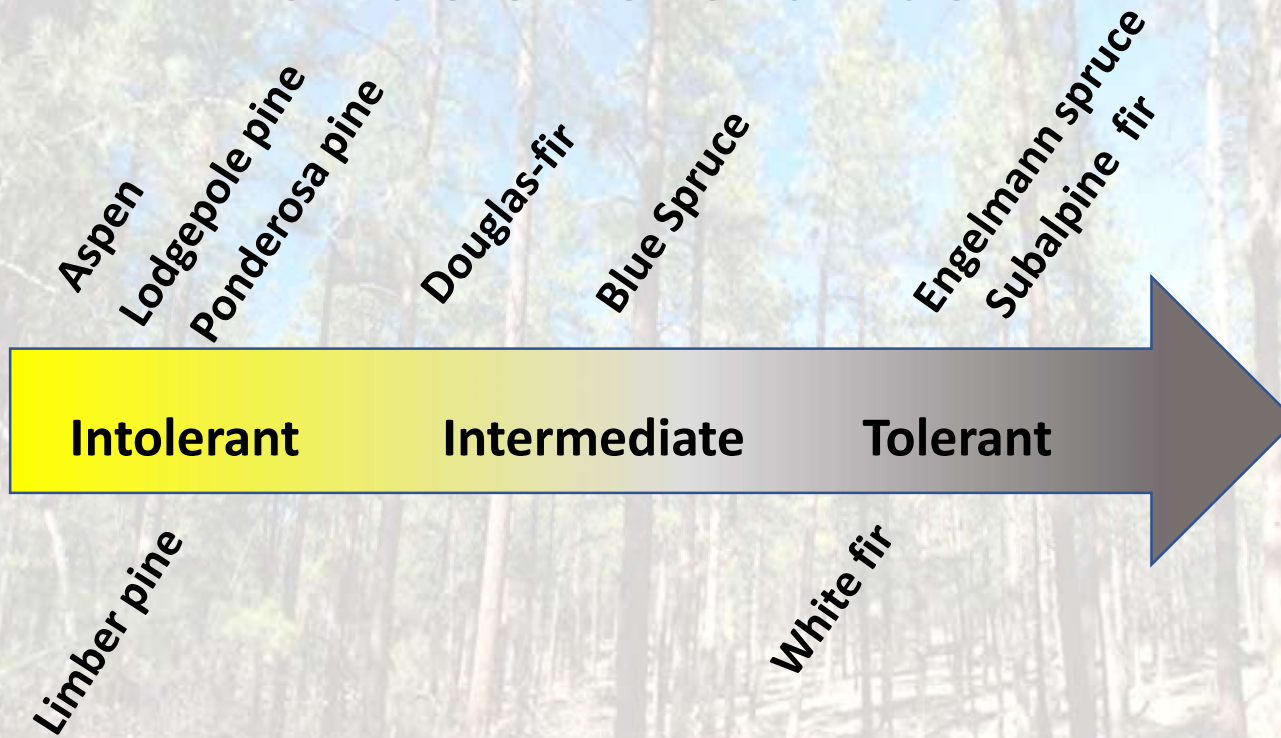 Aspen
Lodgepole pine
Ponderosa pine
Douglas-fir
Blue Spruce
Engelmann spruce
Subalpine fir
Intolerant
Intermediate
Tolerant
Limber pine
White fir